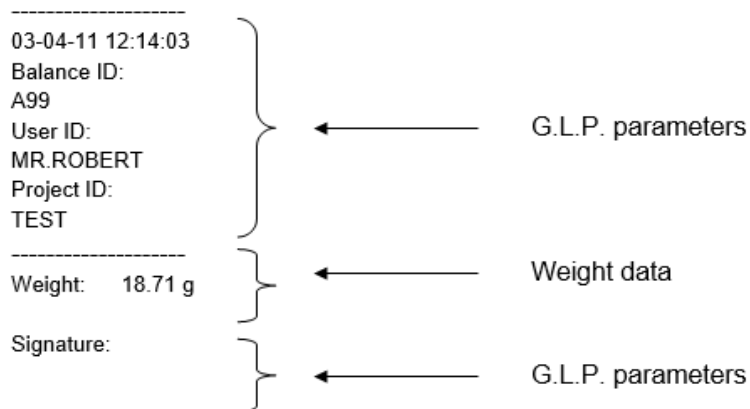 --------------------
03-04-11 12:14:03
Balance ID:
A99
User ID:
MR.ROBERT
Project ID:
TEST
G.L.P. parameters
--------------------
Weight: 18.71 g
Weight data
Signature:
G.L.P. parameters